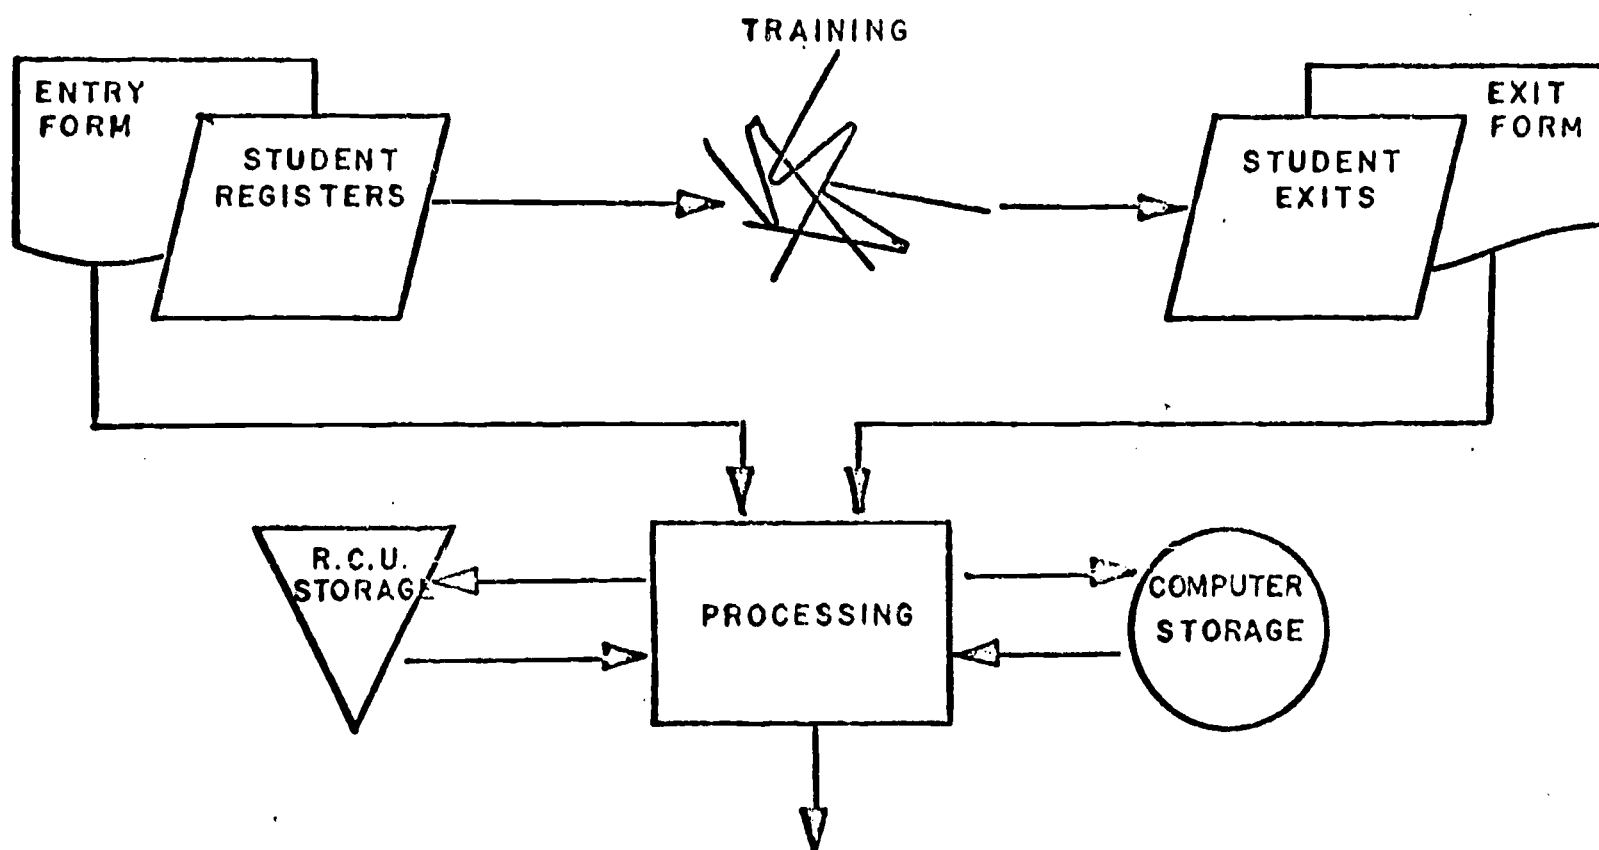 TRAINING
ENTRY
FORM
STUDENT
REGISTERS
STUDENT
EXITS
EXIT
FORM
R.C.U.
STORAGE
PROCESSING
COMPUTER
STORAGE